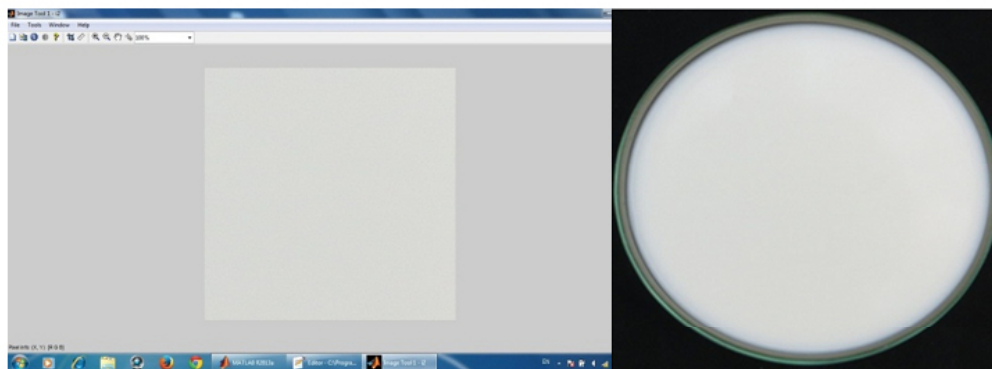 Image Tool 1 - I2
File Tools Window Help
100%
Pixel info: (X, Y) [R G B]
MATLAB R2013a
Editor - C:\Progra...
Image Tool 1 - I2
EN